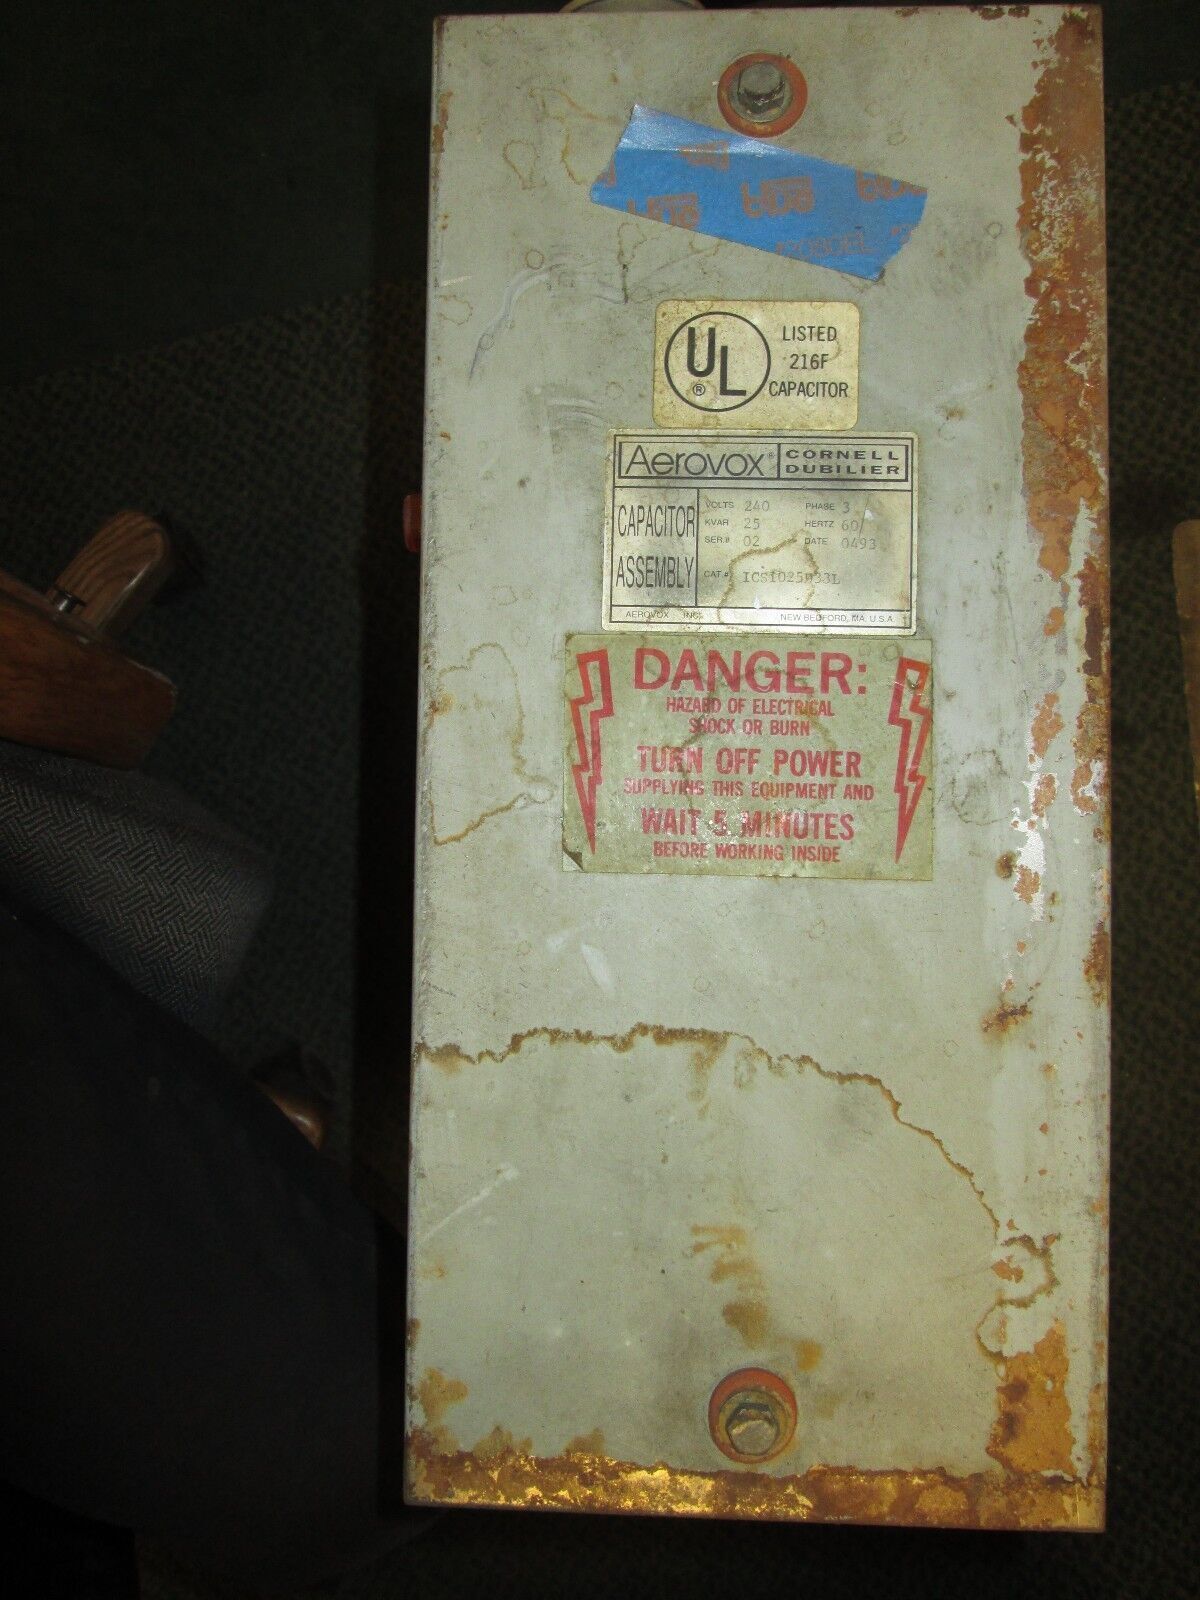 UL
®
LISTED
216F
CAPACITOR
Aerovox® CORNELL
DUBILIER
CAPACITOR
ASSEMBLY
VOLTS 240 PHASE 3
KVAR 25 HERTZ 60
SER.# 02 DATE 0493
CAT #
AEROVOX INC. NEW BEDFORD, MA. U.S.A.
DANGER:
HAZARD OF ELECTRICAL
SHOCK OR BURN
TURN OFF POWER
SUPPLYING THIS EQUIPMENT AND
WAIT 5 MINUTES
BEFORE WORKING INSIDE